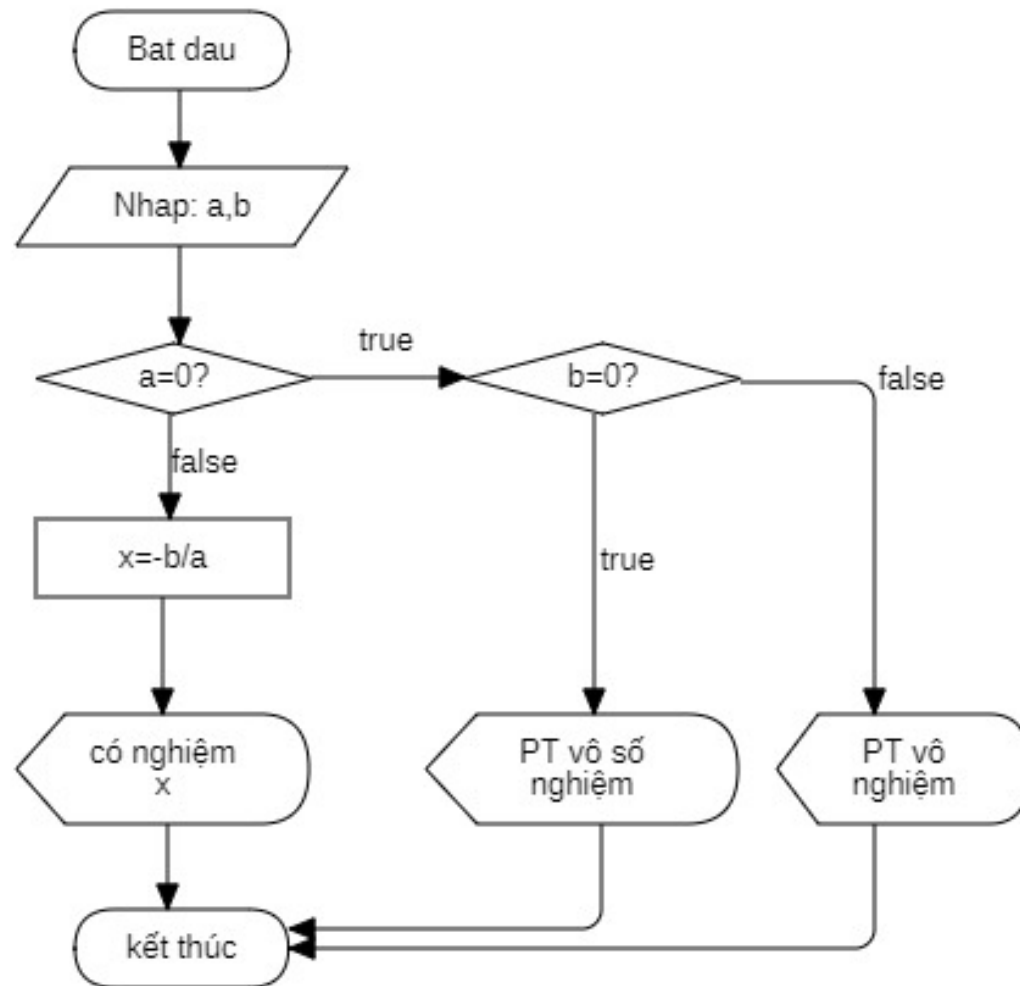 Bat dau
Nhap: a,b
true
a=0?
b=0?
false
false
x=-b/a
true
có nghiệm
x
PT vô số
nghiệm
PT vô
nghiệm
kết thúc